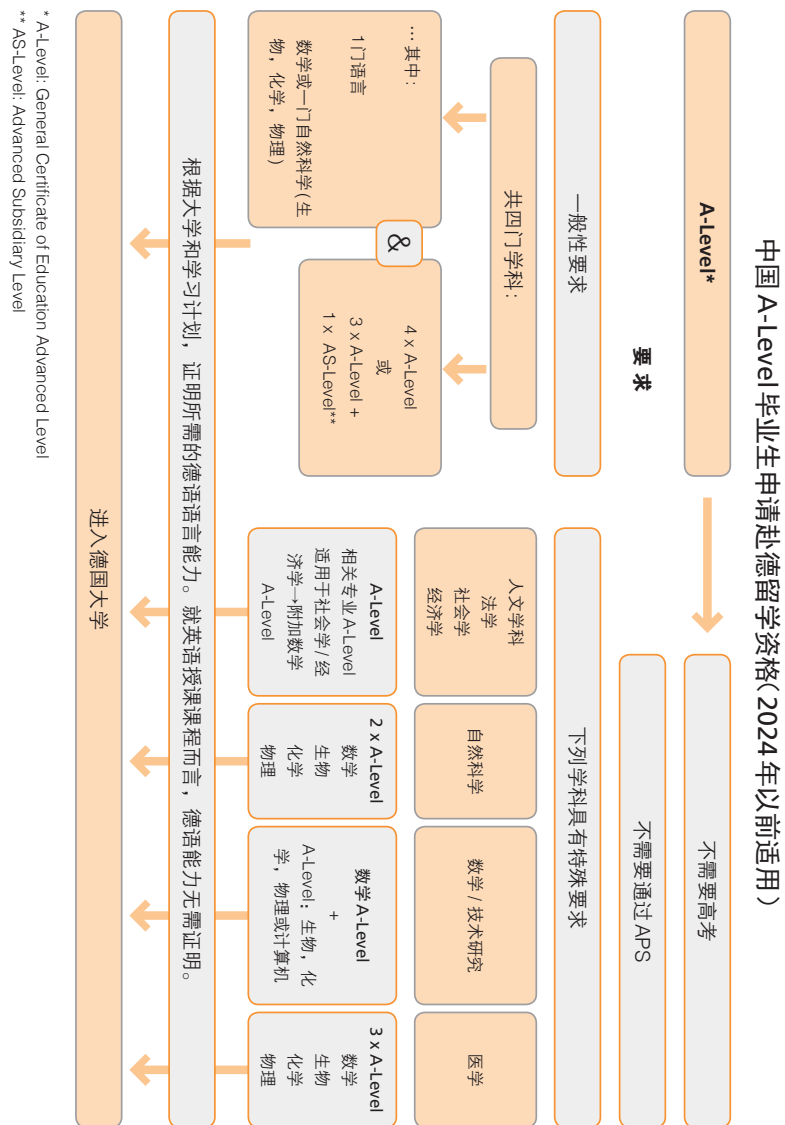 中国 A-Level 毕业生申请赴德留学资格(2024 年以前适用)
A-Level*
不需要高考
要 求
不需要通过 APS
一般性要求
下列学科具有特殊要求
共四门学科:
… 其中:
1 门语言
数学或一门自然科学(生
物, 化学, 物理)
&
4 x A-Level
或
3 x A-Level +
1 x AS-Level**
人文学科
法学
社会学
经济学
自然科学
数学 / 技术研究
医学
A-Level
相关专业 A-Level
适用于社会学 / 经
济学→附加数学
A-Level
2 x A-Level
数学
生物
化学
物理
数学 A-Level
+
A-Level: 生物, 化
学, 物理或计算机
3 x A-Level
数学
生物
化学
物理
根据大学和学习计划, 证明所需的德语语言能力。就英语授课课程而言, 德语能力无需证明。
进入德国大学
* A-Level: General Certificate of Education Advanced Level
** AS-Level: Advanced Subsidiary Level